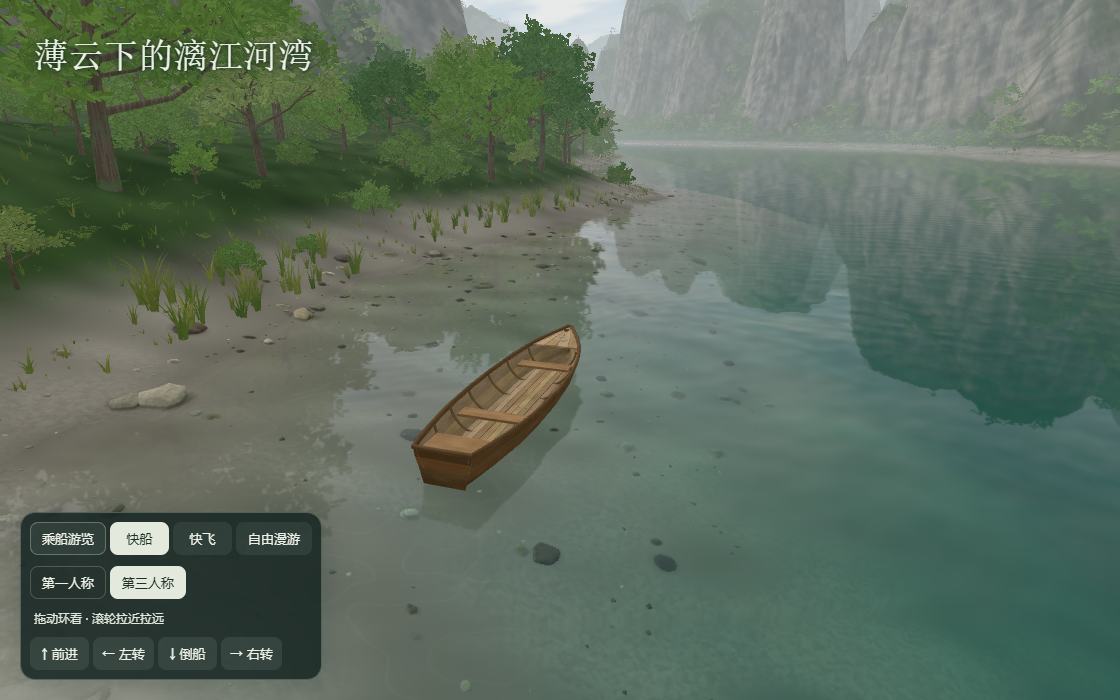 薄云下的漓江河湾
乘船游览 快船 快飞 自由漫游
第一人称 第三人称
拖动环看 · 滚轮拉近拉远
↑ 前进 ← 左转 ↓ 倒船 → 右转